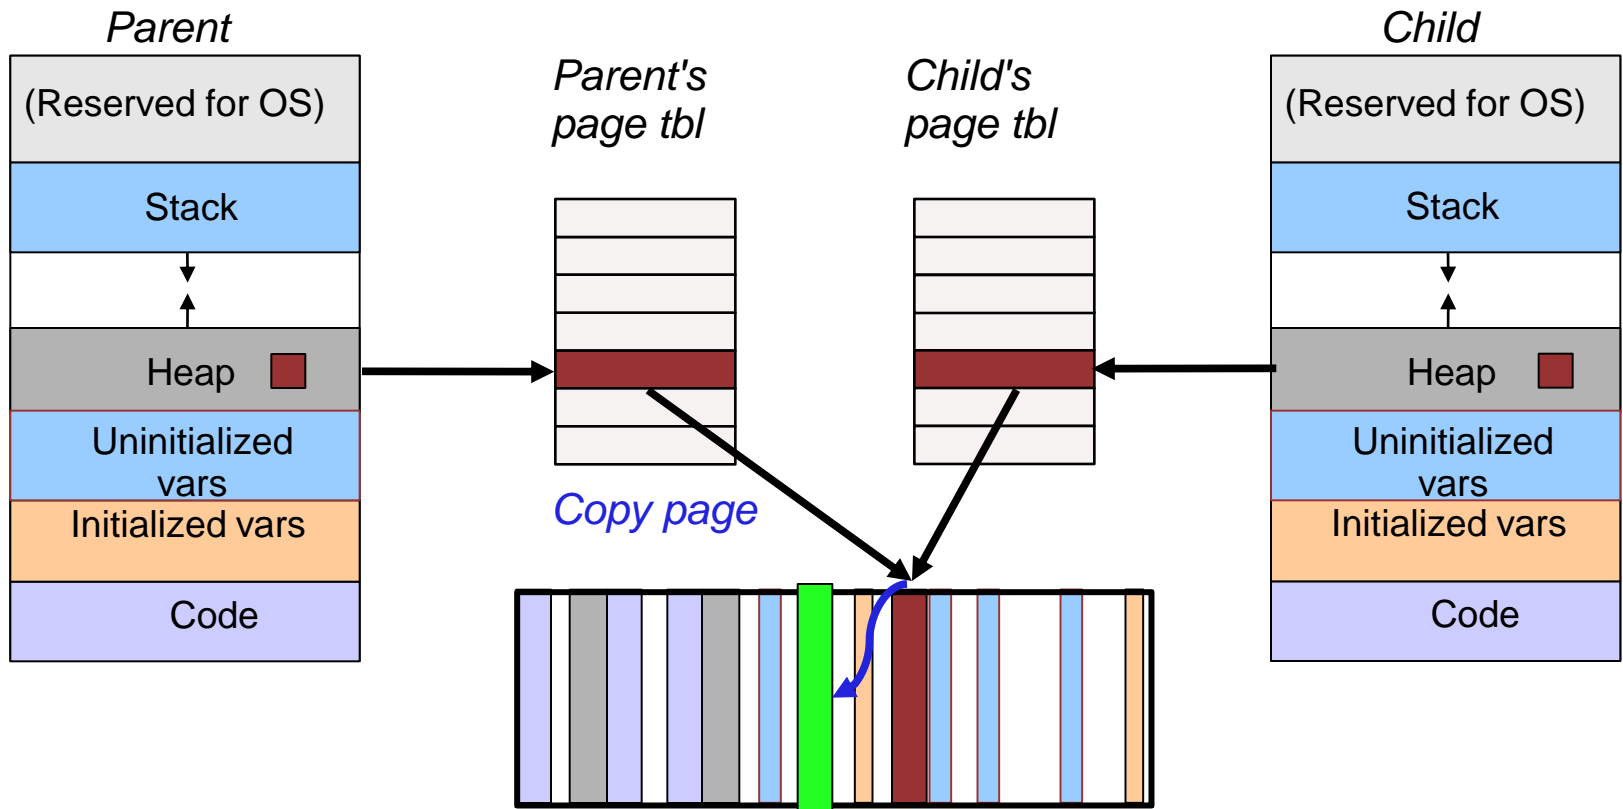 Parent
(Reserved for OS)
Stack
Heap
Uninitialized
vars
Initialized vars
Code
Parent's
page tbl
Copy page
Child's
page tbl
Child
(Reserved for OS)
Stack
Heap
Uninitialized
vars
Initialized vars
Code